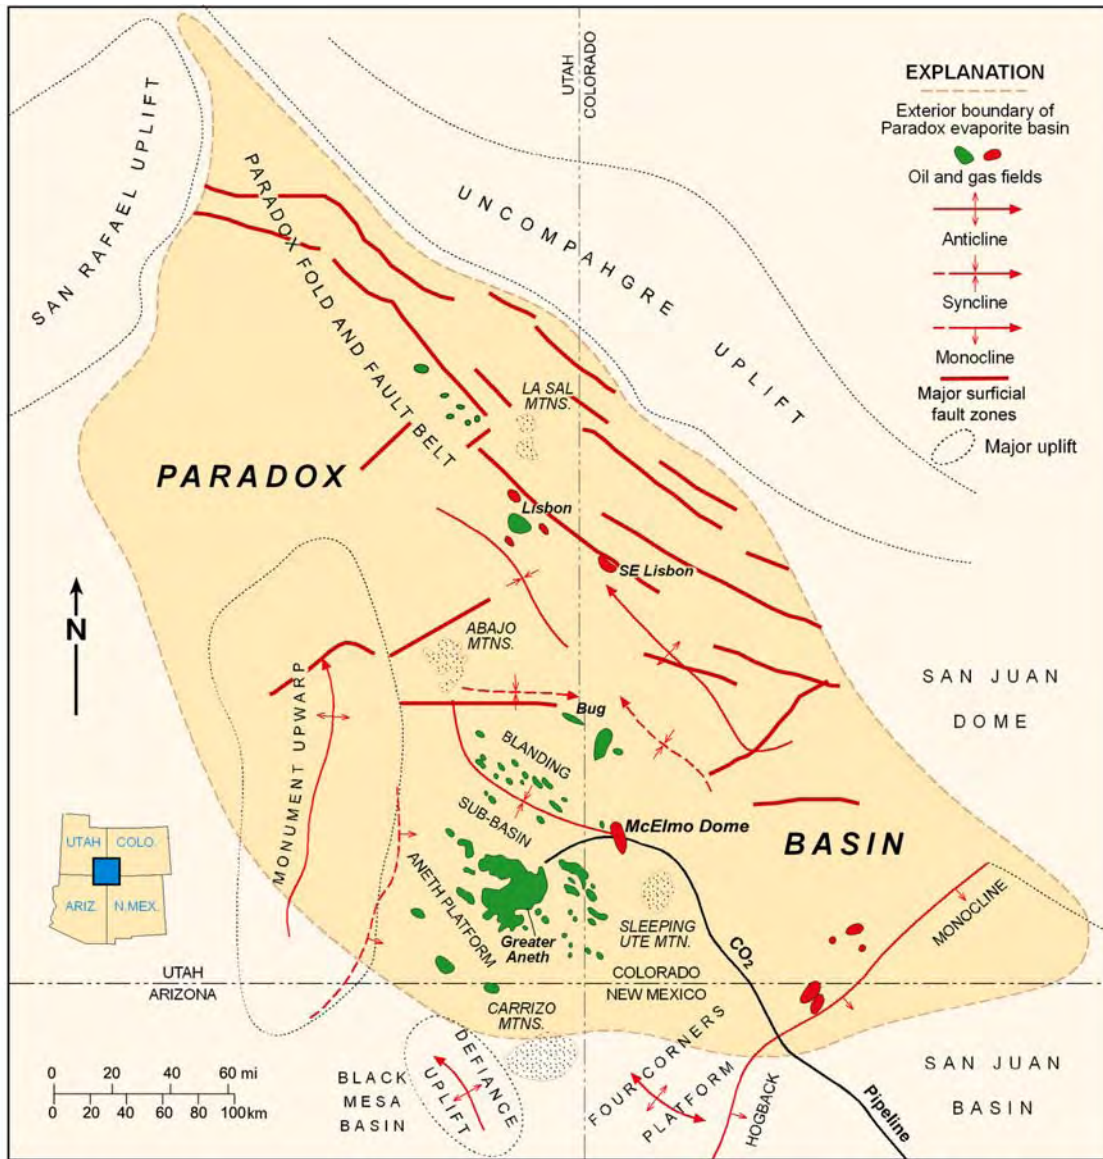 UTAH
COLORADO
EXPLANATION
Exterior boundary of
Paradox evaporite basin
Oil and gas fields
Anticline
Syncline
Monocline
Major surficial
fault zones
Major uplift
SAN RAFAEL UPLIFT
UNCOMPAHGRE UPLIFT
PARADOX FOLD AND FAULT BELT
LA SAL
MTNS.
PARADOX
Lisbon
SE Lisbon
N
ABAJO
MTNS.
SAN JUAN
DOME
MONUMENT UPWARP
Bug
BLANDING
SUB-BASIN
McElmo Dome
BASIN
UTAH
COLO.
ARIZ.
N.MEX.
ANETH PLATFORM
Greater
Aneth
SLEEPING
UTE MTN.
CO2
MONOCLINE
UTAH
ARIZONA
COLORADO
NEW MEXICO
CARRIZO
MTNS.
DEFIANCE
UPLIFT
FOUR CORNERS
PLATFORM
HOGBACK
Pipeline
SAN JUAN
BASIN
BLACK
MESA
BASIN
0 20 40 60 mi
0 20 40 60 80 100km